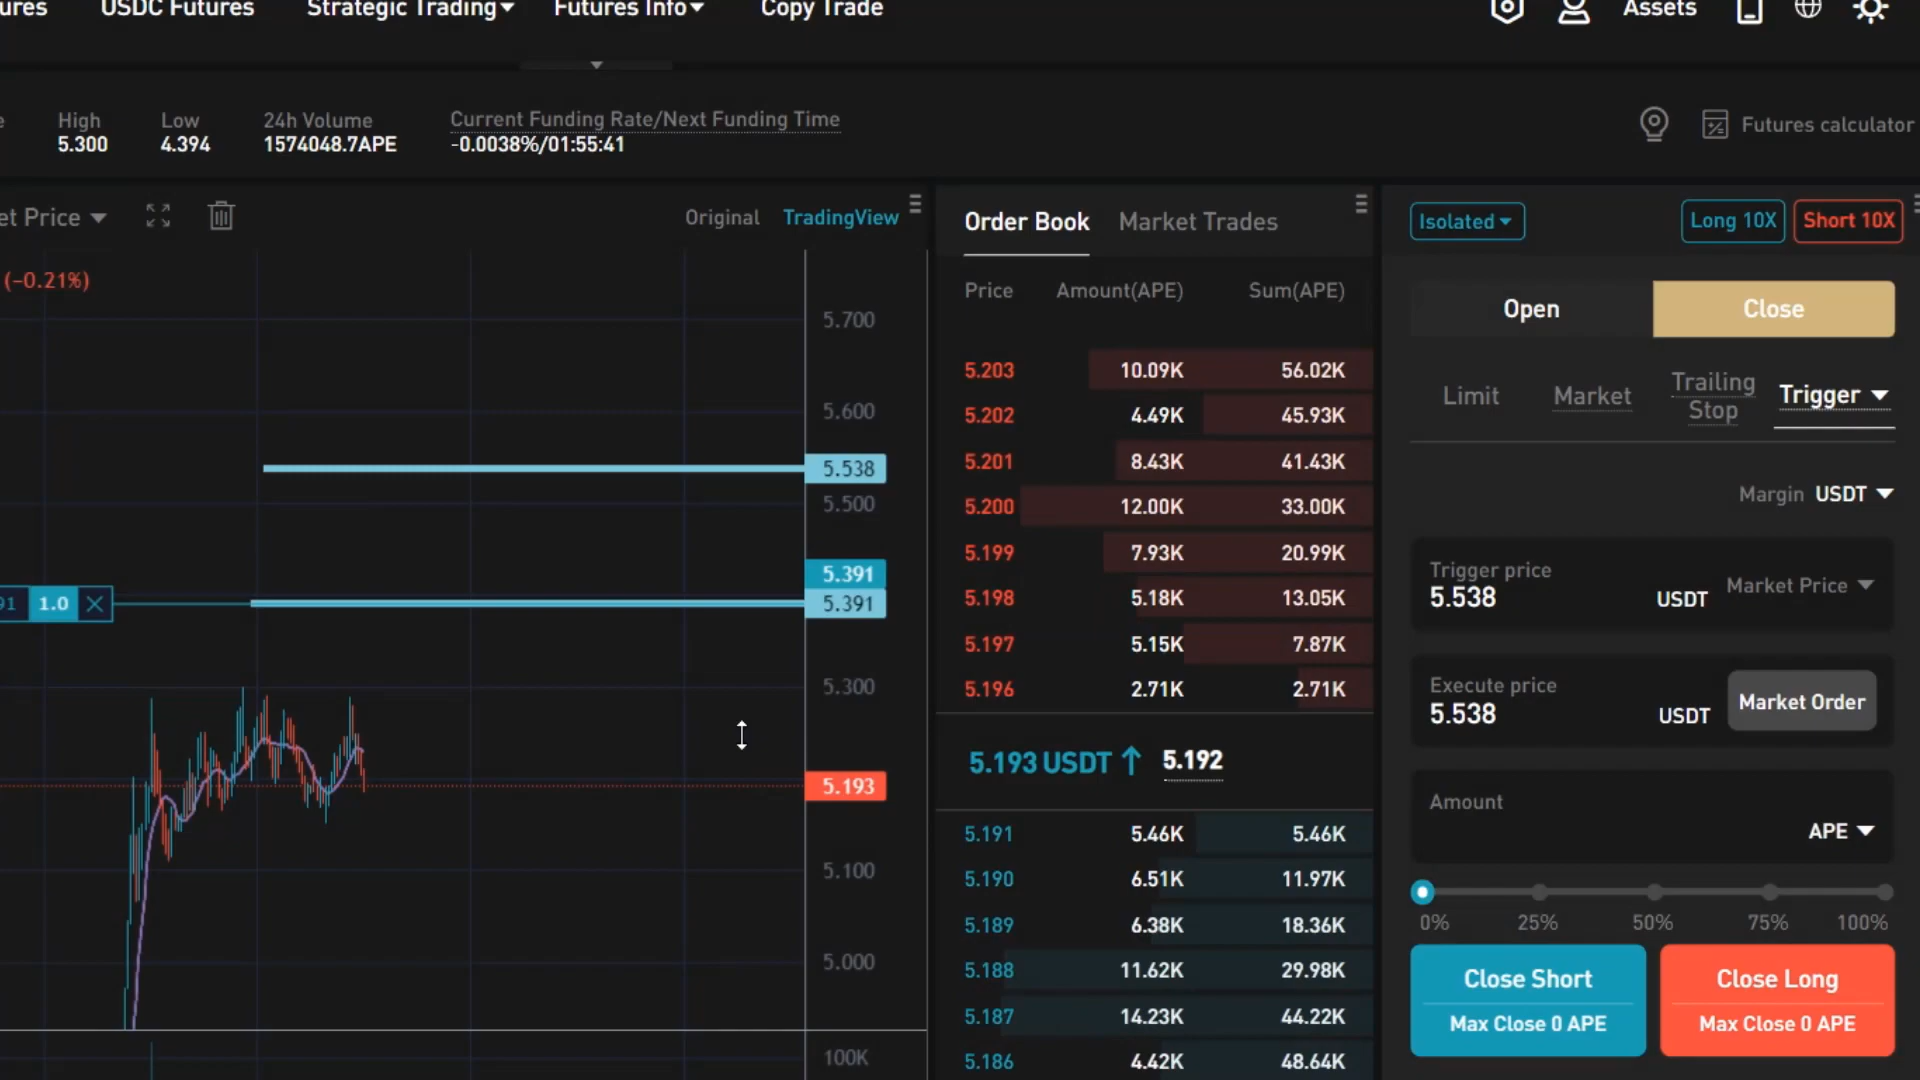 ures USDC Futures Strategic Trading Futures Info Copy Trade Assets
e High Low 24h Volume Current Funding Rate/Next Funding Time
5.300 4.394 1574048.7APE -0.0038%/01:55:41
Futures calculator
et Price Original TradingView
(−0.21%)
5.700
5.600
5.538
5.500
5.391
91 1.0 5.391
5.300
5.193
5.100
5.000
100K
Order Book Market Trades
Price Amount(APE) Sum(APE)
5.203 10.09K 56.02K
5.202 4.49K 45.93K
5.201 8.43K 41.43K
5.200 12.00K 33.00K
5.199 7.93K 20.99K
5.198 5.18K 13.05K
5.197 5.15K 7.87K
5.196 2.71K 2.71K
5.193 USDT ↑ 5.192
5.191 5.46K 5.46K
5.190 6.51K 11.97K
5.189 6.38K 18.36K
5.188 11.62K 29.98K
5.187 14.23K 44.22K
5.186 4.42K 48.64K
Isolated Long 10X Short 10X
Open Close
Limit Market Trailing Stop Trigger
Margin USDT
Trigger price
5.538 USDT Market Price
Execute price
5.538 USDT Market Order
Amount
APE
0% 25% 50% 75% 100%
Close Short Close Long
Max Close 0 APE Max Close 0 APE